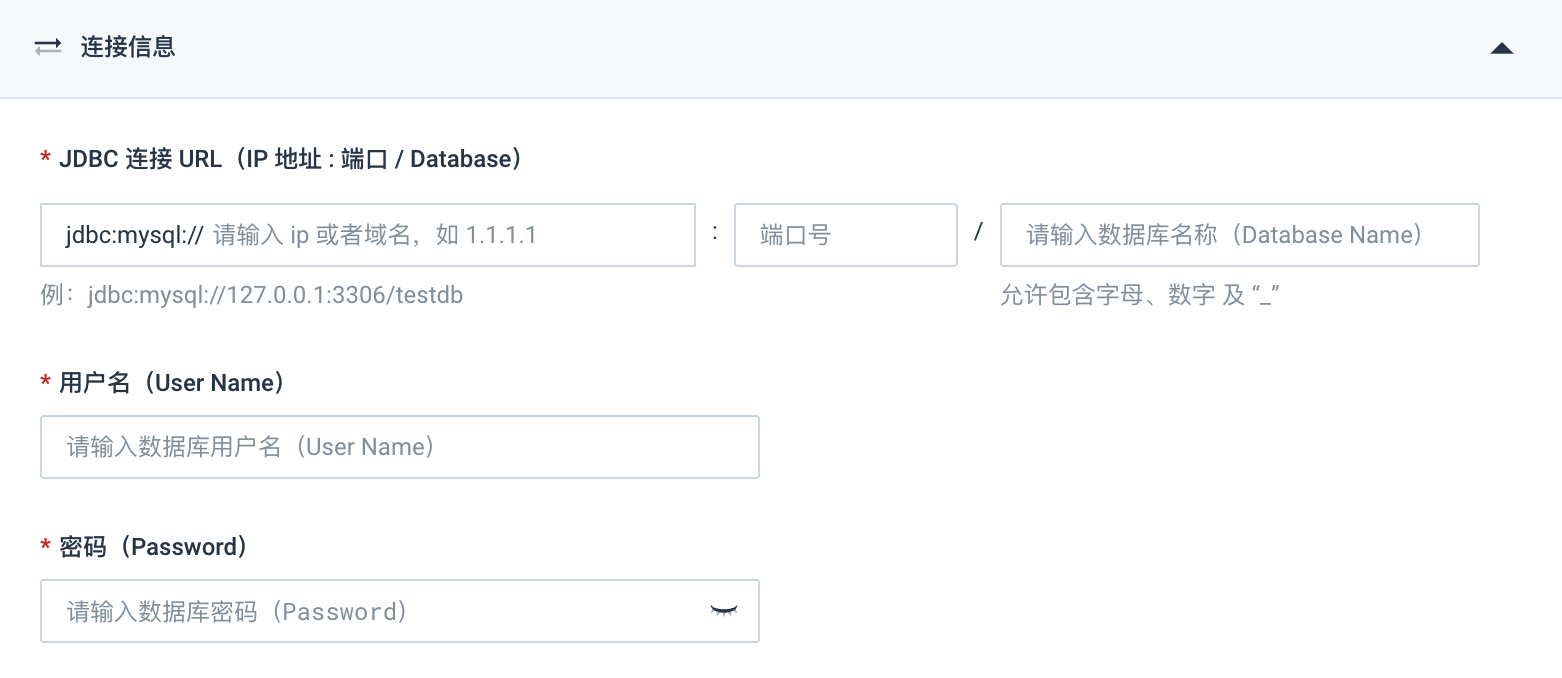 连接信息
* JDBC 连接 URL（IP 地址 : 端口 / Database）
jdbc:mysql:// 请输入 ip 或者域名，如 1.1.1.1 : 端口号 / 请输入数据库名称（Database Name）
例：jdbc:mysql://127.0.0.1:3306/testdb 允许包含字母、数字 及 “_”
* 用户名（User Name）
请输入数据库用户名（User Name）
* 密码（Password）
请输入数据库密码（Password）